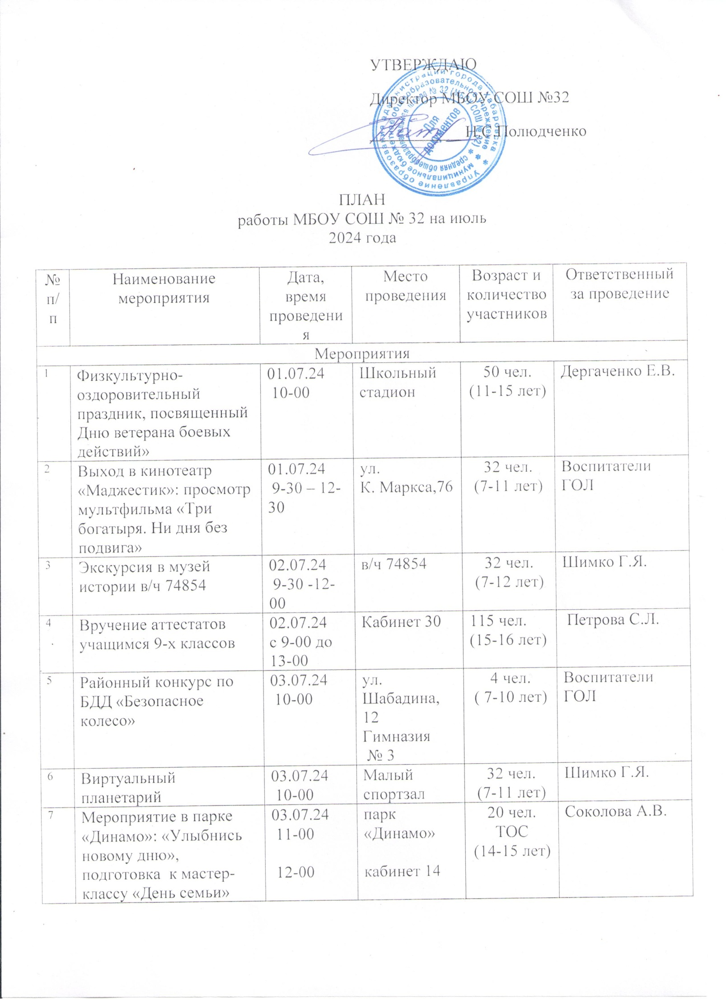 УТВЕРЖДАЮ
Директор МБОУ СОШ №32
Н.С.Полюдченко
Управление образования администрации города Хабаровска
муниципальное бюджетное общеобразовательное учреждение
средняя общеобразовательная школа № 32 (МБОУ СОШ № 32)
Для
документов
ПЛАН
работы МБОУ СОШ № 32 на июль
2024 года
№ п/п
Наименование
мероприятия
Дата,
время
проведени
я
Место
проведения
Возраст и
количество
участников
Ответственный
за проведение
Мероприятия
1
Физкультурно-
оздоровительный
праздник, посвященный
Дню ветерана боевых
действий»
01.07.24
10-00
Школьный
стадион
50 чел.
(11-15 лет)
Дергаченко Е.В.
2
Выход в кинотеатр
«Маджестик»: просмотр
мультфильма «Три
богатыря. Ни дня без
подвига»
01.07.24
9-30 – 12-
30
ул.
К. Маркса,76
32 чел.
(7-11 лет)
Воспитатели
ГОЛ
3
Экскурсия в музей
истории в/ч 74854
02.07.24
9-30 -12-
00
в/ч 74854
32 чел.
(7-12 лет)
Шимко Г.Я.
4
Вручение аттестатов
учащимся 9-х классов
02.07.24
с 9-00 до
13-00
Кабинет 30
115 чел.
(15-16 лет)
Петрова С.Л.
5
Районный конкурс по
БДД «Безопасное
колесо»
03.07.24
10-00
ул.
Шабадина,
12
Гимназия
№ 3
4 чел.
( 7-10 лет)
Воспитатели
ГОЛ
6
Виртуальный
планетарий
03.07.24
10-00
Малый
спортзал
32 чел.
(7-11 лет)
Шимко Г.Я.
7
Мероприятие в парке
«Динамо»: «Улыбнись
новому дню»,
подготовка к мастер-
классу «День семьи»
03.07.24
11-00
12-00
парк
«Динамо»
кабинет 14
20 чел.
ТОС
(14-15 лет)
Соколова А.В.